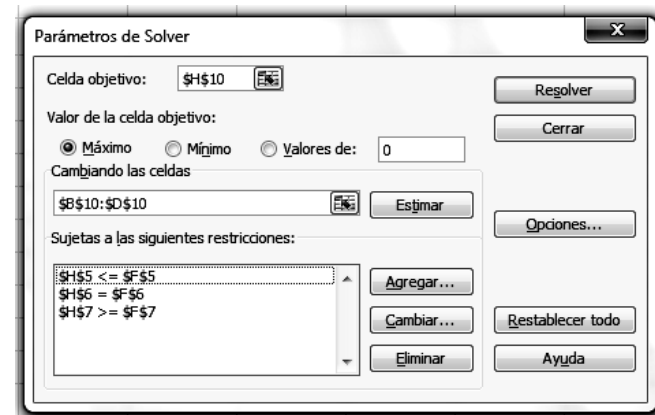 Parámetros de Solver
x
Celda objetivo: $H$10
Resolver
Valor de la celda objetivo:
Cerrar
Máximo Mínimo Valores de: 0
Cambiando las celdas
$B$10:$D$10 Estimar
Opciones...
Sujetas a las siguientes restricciones:
$H$5 <= $F$5
$H$6 = $F$6
$H$7 >= $F$7
Agregar...
Cambiar...
Restablecer todo
Eliminar
Ayuda